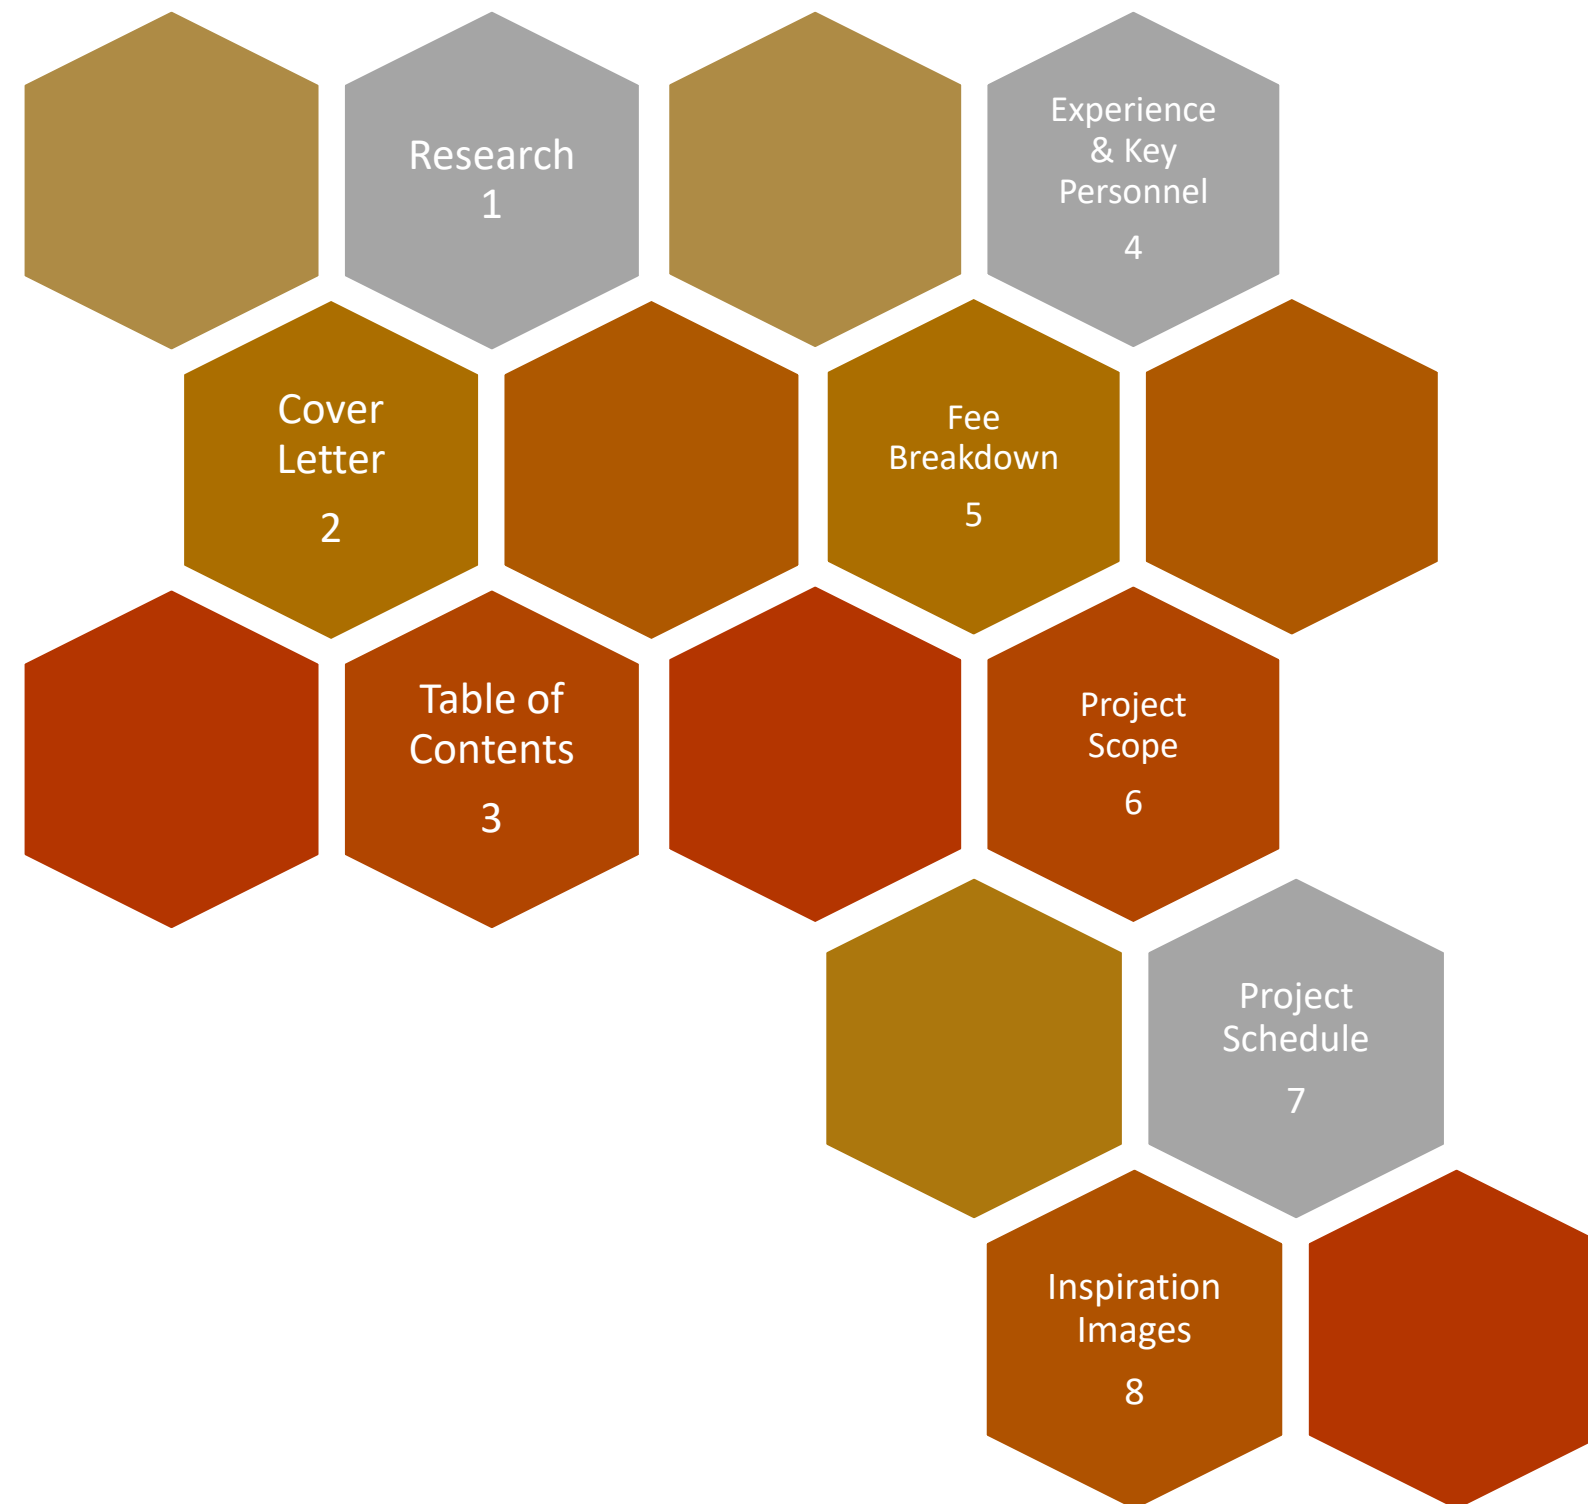 Research
1
Cover
Letter
2
Table of
Contents
3
Experience
& Key
Personnel
4
Fee
Breakdown
5
Project
Scope
6
Project
Schedule
7
Inspiration
Images
8